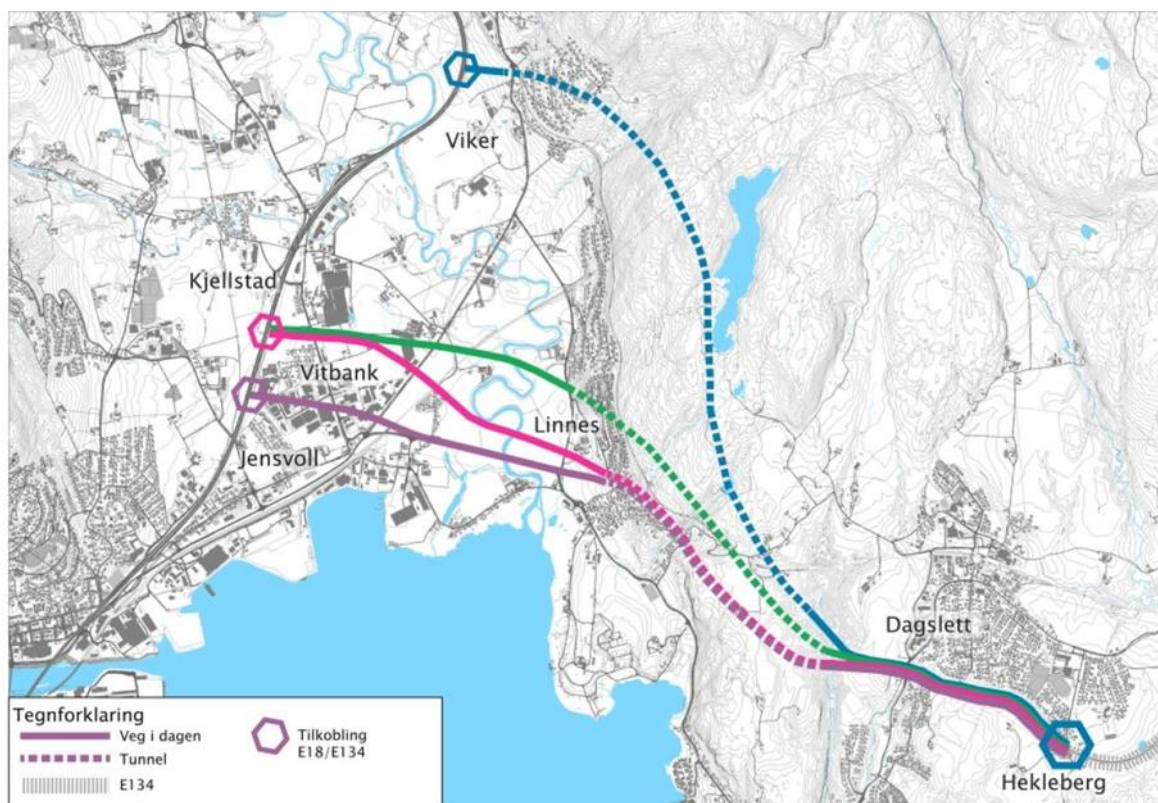 Viker
Kjellstad
Vitbank
Linnes
Jensvoll
Dagslett
Hekleberg
Tegnforklaring
Veg i dagen
Tunnel
E134
Tilkobling
E18/E134